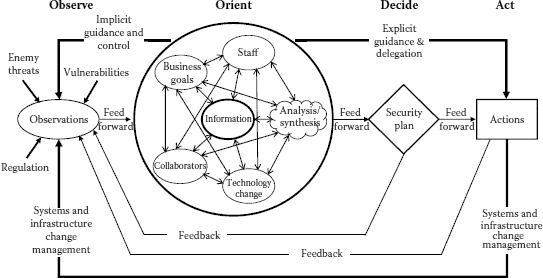 Observe
Orient
Decide
Act
Implicit
guidance and
control
Explicit
guidance &
delegation
Enemy
threats
Vulnerabilities
Staff
Business
goals
Observations
Feed
forward
Information
Analysis/
synthesis
Feed
forward
Security
plan
Feed
forward
Actions
Regulation
Collaborators
Technology
change
Systems and
infrastructure
change
management
Feedback
Feedback
Systems and
infrastructure
change
management